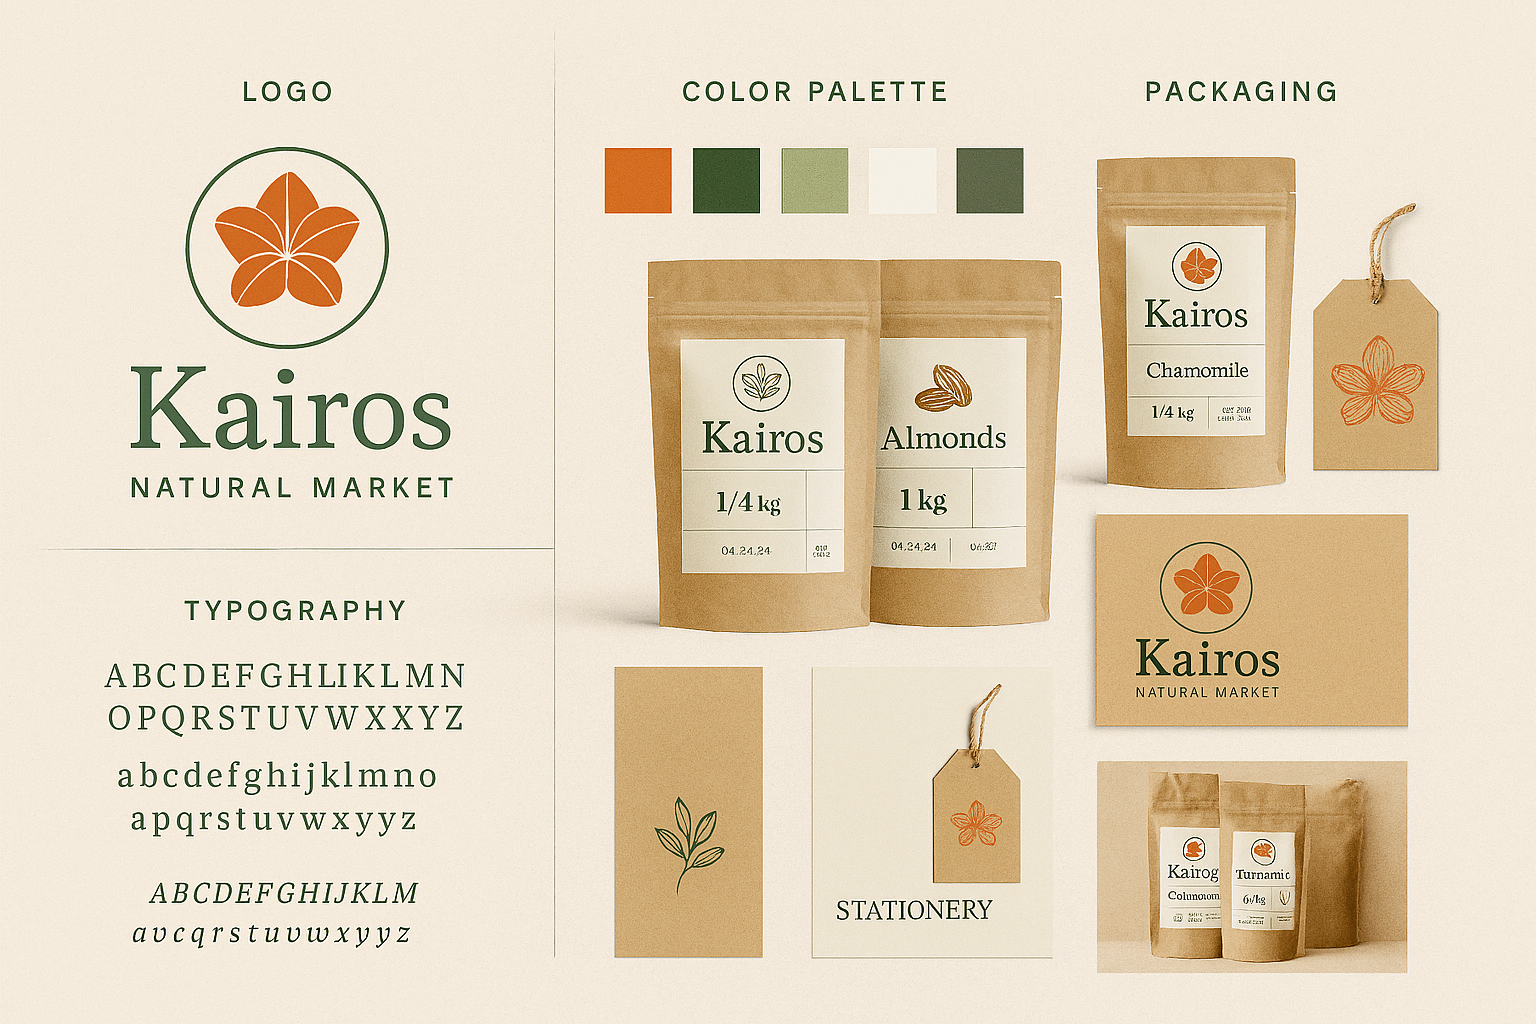 LOGO
Kairos
NATURAL MARKET
TYPOGRAPHY
ABCDEFGHLIKLMN
OPQRSTUVWXXYZ
abcdefghijklmno
apqrstuvwxyyz
ABCDEFGHIJKLM
avcqrstuvwxyyz
COLOR PALETTE
Kairos
1/4 kg
04.24.24
Almonds
1 kg
04.24.24
STATIONERY
PACKAGING
Kairos
Chamomile
1/4 kg
Kairos
NATURAL MARKET
Kairog
Turnamic